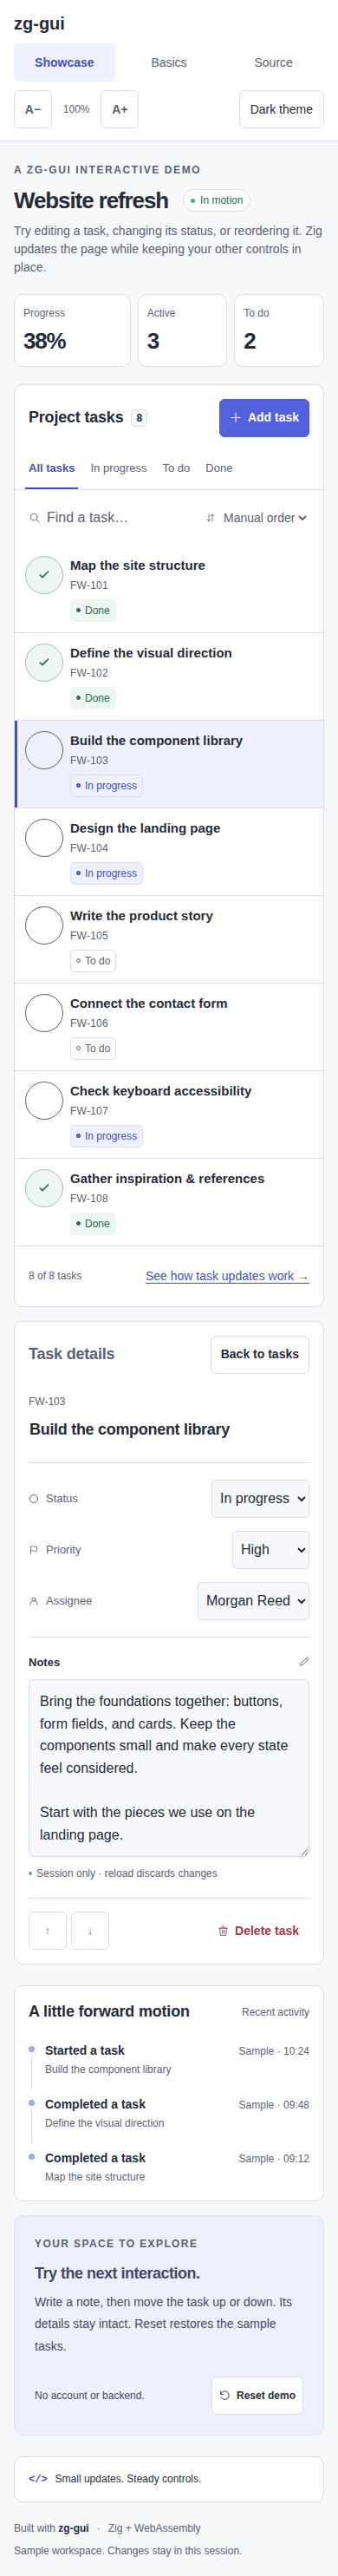 zg-gui
Showcase Basics Source
A− 100% A+ Dark theme
A ZG-GUI INTERACTIVE DEMO
Website refresh In motion
Try editing a task, changing its status, or reordering it. Zig
updates the page while keeping your other controls in
place.
Progress Active To do
38% 3 2
Project tasks 8 + Add task
All tasks In progress To do Done
Find a task… Manual order
Map the site structure
FW-101
Done
Define the visual direction
FW-102
Done
Build the component library
FW-103
In progress
Design the landing page
FW-104
In progress
Write the product story
FW-105
To do
Connect the contact form
FW-106
To do
Check keyboard accessibility
FW-107
In progress
Gather inspiration & references
FW-108
Done
8 of 8 tasks See how task updates work →
Task details Back to tasks
FW-103
Build the component library
Status In progress
Priority High
Assignee Morgan Reed
Notes
Bring the foundations together: buttons,
form fields, and cards. Keep the
components small and make every state
feel considered.
Start with the pieces we use on the
landing page.
Session only · reload discards changes
↑ ↓ Delete task
A little forward motion Recent activity
Started a task Sample · 10:24
Build the component library
Completed a task Sample · 09:48
Define the visual direction
Completed a task Sample · 09:12
Map the site structure
YOUR SPACE TO EXPLORE
Try the next interaction.
Write a note, then move the task up or down. Its
details stay intact. Reset restores the sample
tasks.
No account or backend. Reset demo
</> Small updates. Steady controls.
Built with zg-gui · Zig + WebAssembly
Sample workspace. Changes stay in this session.